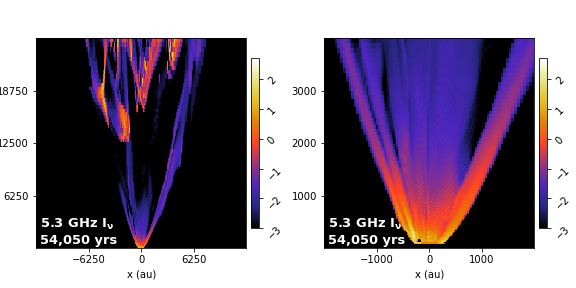 18750
12500
6250
5.3 GHz Iν
54,050 yrs
−6250 0 6250
x (au)
2
1
0
−1
−2
−3
3000
2000
1000
5.3 GHz Iν
54,050 yrs
−1000 0 1000
x (au)
2
1
0
−1
−2
−3